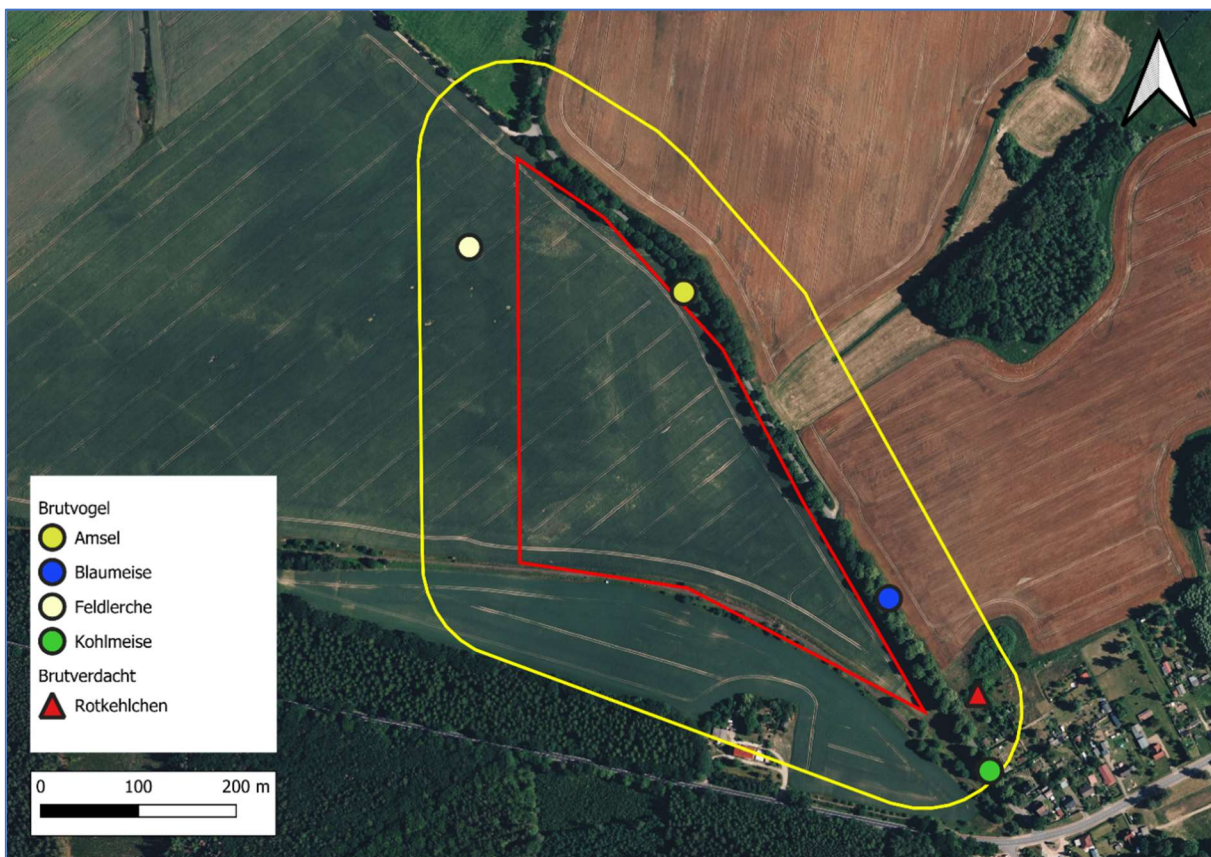 Brutvogel
Amsel
Blaumeise
Feldlerche
Kohlmeise
Brutverdacht
Rotkehlchen
0 100 200 m